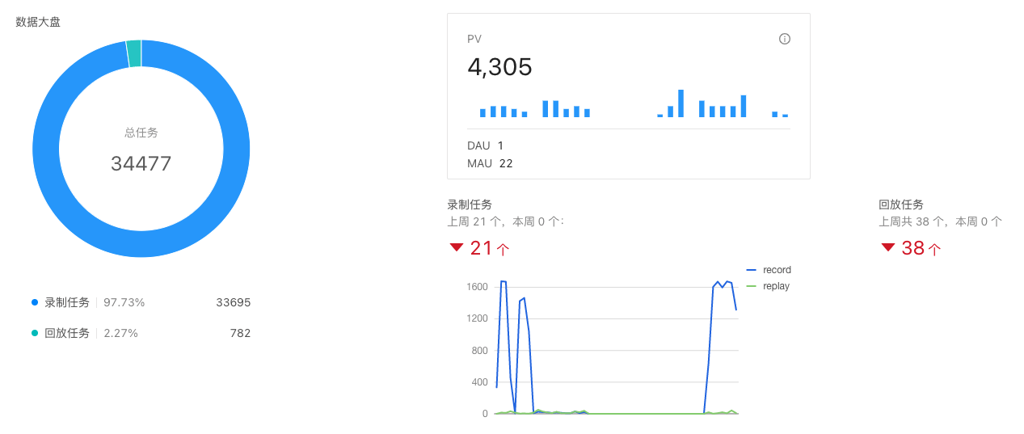 数据大盘
总任务
34477
录制任务 97.73% 33695
回放任务 2.27% 782
PV
4,305
DAU 1
MAU 22
录制任务
上周 21 个，本周 0 个：
21 个
record
replay
1600
1200
800
400
0
回放任务
上周共 38 个，本周 0 个
38 个